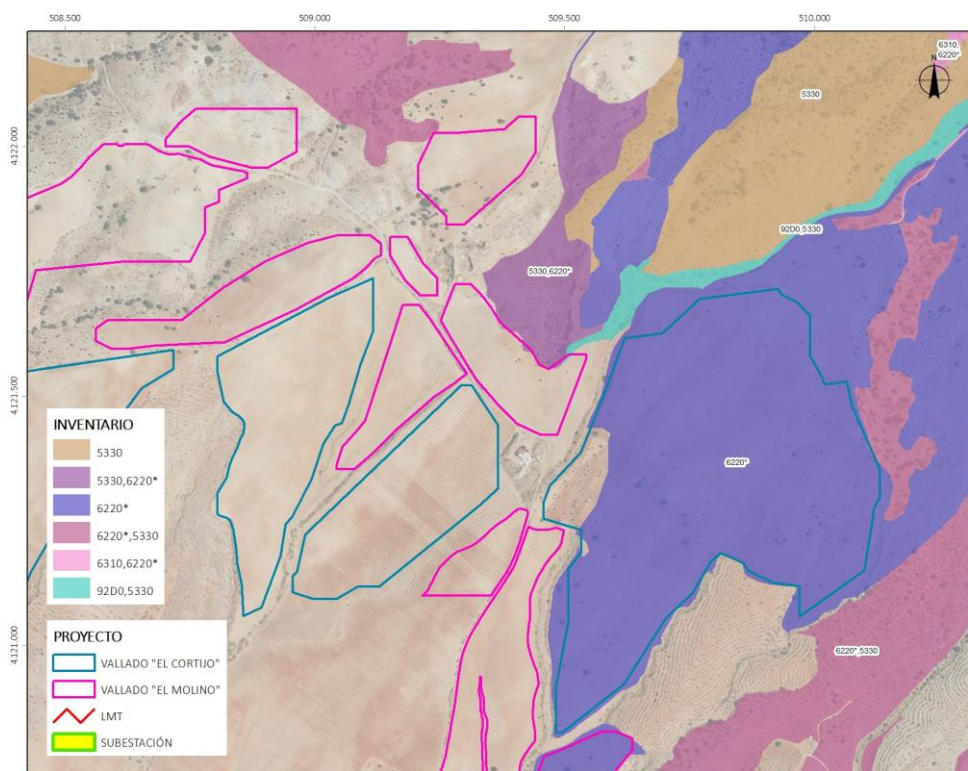 508.500 509.000 509.500 510.000
6310,
6220*
N
5330
4.122.000
92D0,5330
5330,6220*
4.121.500
6220*
4.121.000
6220*,5330
INVENTARIO
5330
5330,6220*
6220*
6220*,5330
6310,6220*
92D0,5330
PROYECTO
VALLADO "EL CORTIJO"
VALLADO "EL MOLINO"
LMT
SUBESTACIÓN